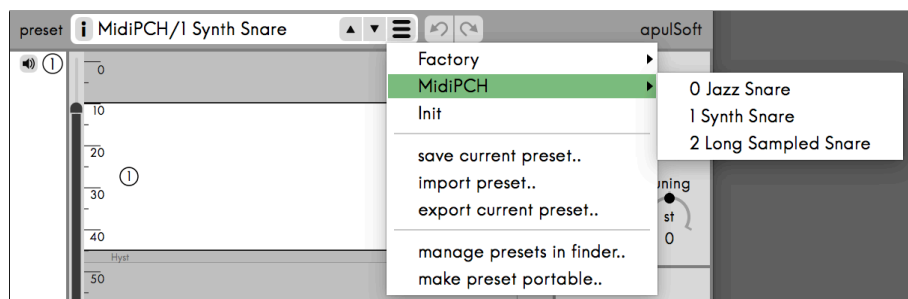 preset i MidiPCH/1 Synth Snare apulSoft
Factory
MidiPCH
Init
save current preset..
import preset..
export current preset..
manage presets in finder..
make preset portable..
0 Jazz Snare
1 Synth Snare
2 Long Sampled Snare
1
0
10
20
30
40
Hyst
50
1
uning
st
0